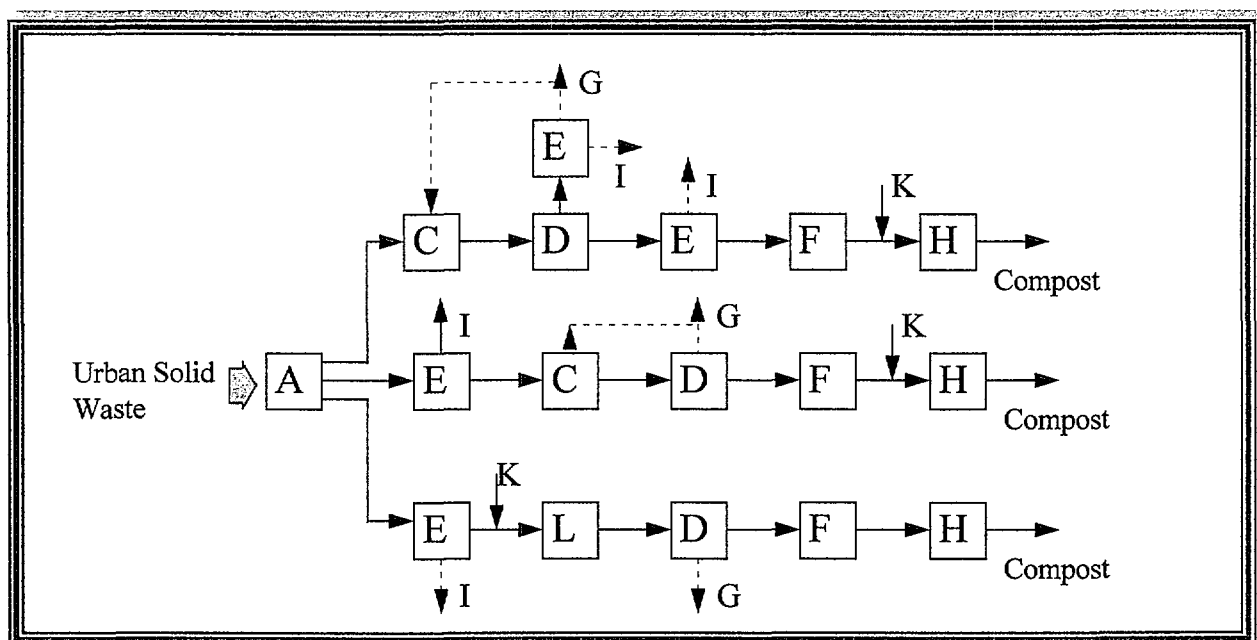 G
E
I
I
K
C D E F H
Compost
I
G
K
Urban Solid
Waste
A
E C D F H
Compost
K
E L D F H
Compost
I
G